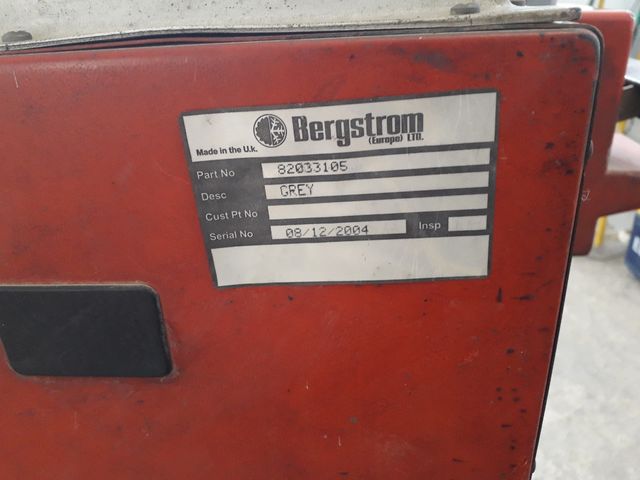 Bergstrom
(Europe) LTD.
Made in the U.k.
Part No 82033105
Desc GREY
Cust Pt No
Serial No 08/12/2004 Insp